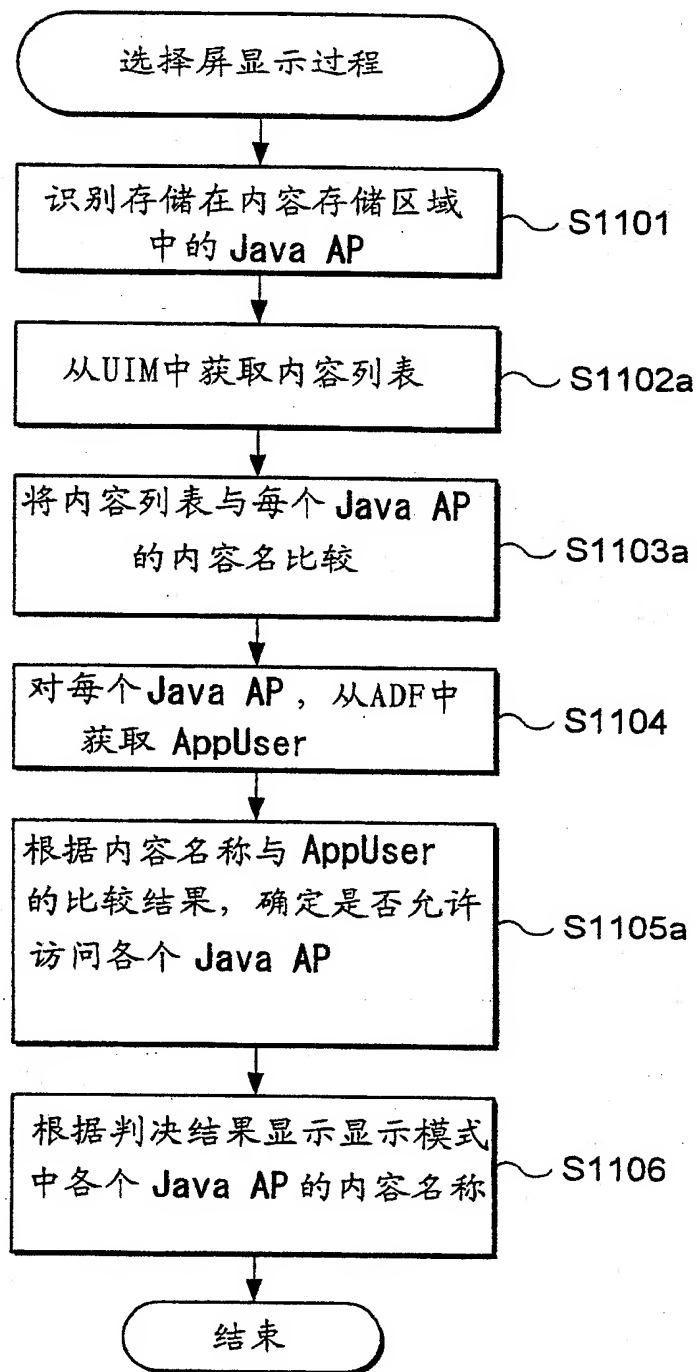 选择屏显示过程
识别存储在内容存储区域
中的 Java AP
S1101
从UIM中获取内容列表
S1102a
将内容列表与每个 Java AP
的内容名比较
S1103a
对每个Java AP，从ADF中
获取 AppUser
S1104
根据内容名称与 AppUser
的比较结果，确定是否允许
访问各个 Java AP
S1105a
根据判决结果显示显示模式
中各个 Java AP 的内容名称
S1106
结束